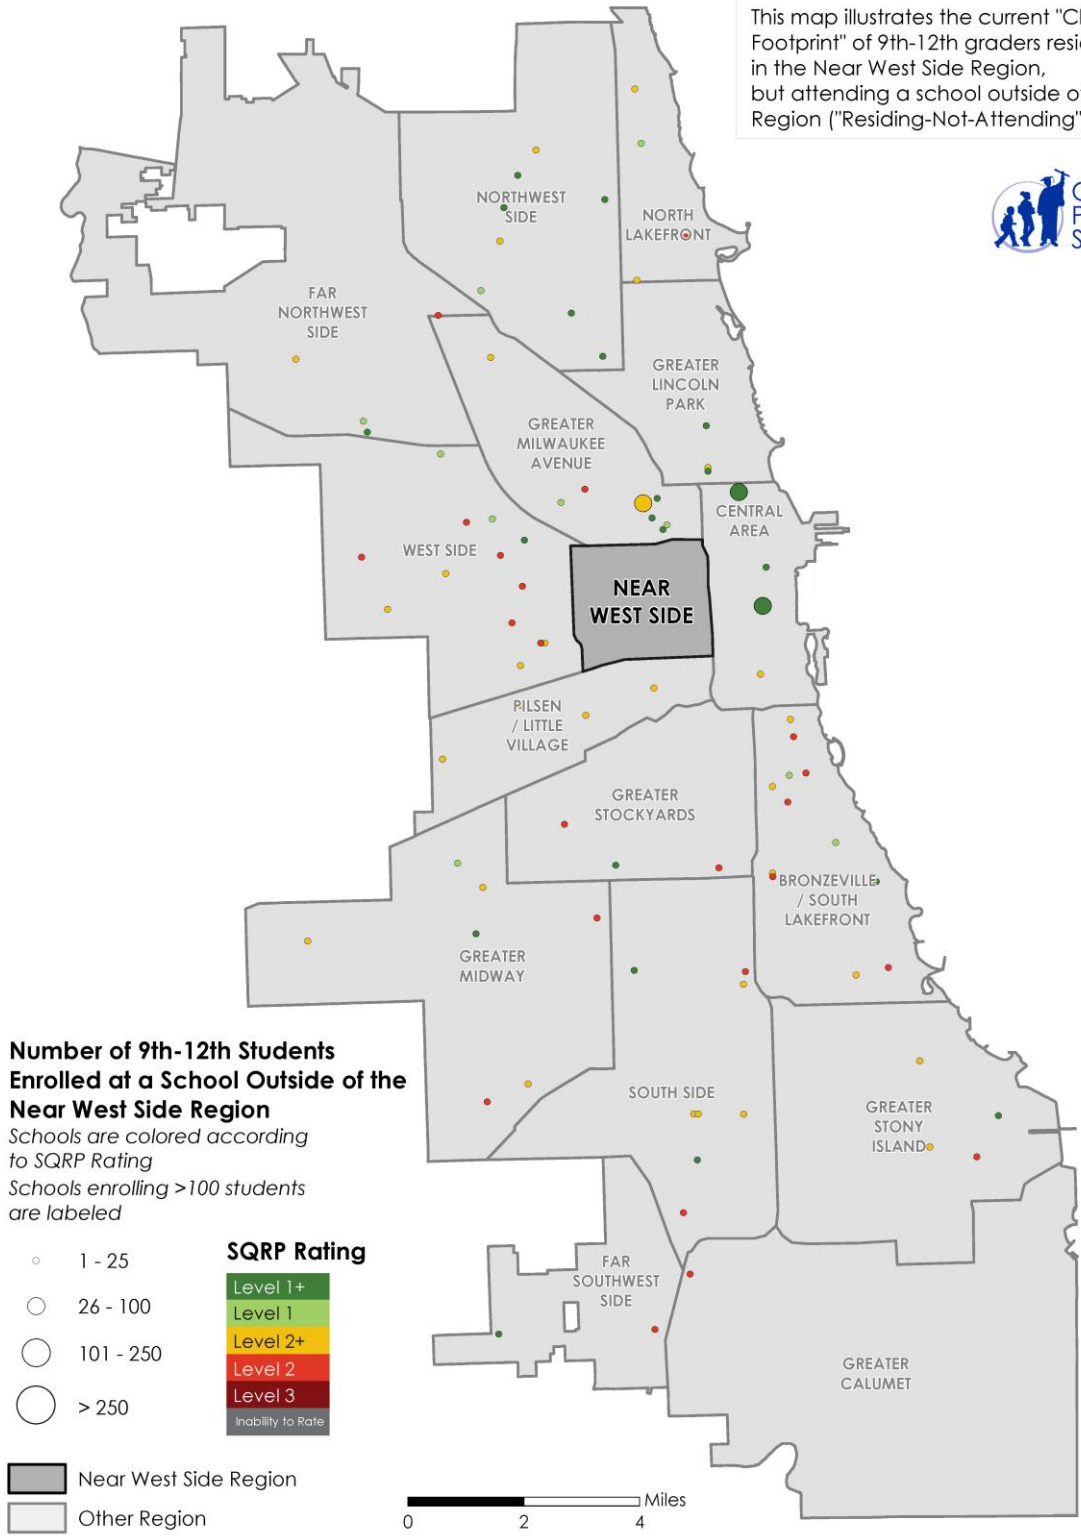 This map illustrates the current "C
Footprint" of 9th-12th graders resi
in the Near West Side Region,
but attending a school outside o
Region ("Residing-Not-Attending"
C
P
S
NORTHWEST
SIDE
NORTH
LAKEFRONT
FAR
NORTHWEST
SIDE
GREATER
LINCOLN
PARK
GREATER
MILWAUKEE
AVENUE
CENTRAL
AREA
WEST SIDE
NEAR
WEST SIDE
PILSEN
/ LITTLE
VILLAGE
GREATER
STOCKYARDS
BRONZEVILLE
/ SOUTH
LAKEFRONT
GREATER
MIDWAY
SOUTH SIDE
GREATER
STONY
ISLAND
FAR
SOUTHWEST
SIDE
GREATER
CALUMET
Number of 9th-12th Students
Enrolled at a School Outside of the
Near West Side Region
Schools are colored according
to SQRP Rating
Schools enrolling >100 students
are labeled
1 - 25
26 - 100
101 - 250
> 250
SQRP Rating
Level 1+
Level 1
Level 2+
Level 2
Level 3
Inability to Rate
Near West Side Region
Other Region
Miles
0 2 4